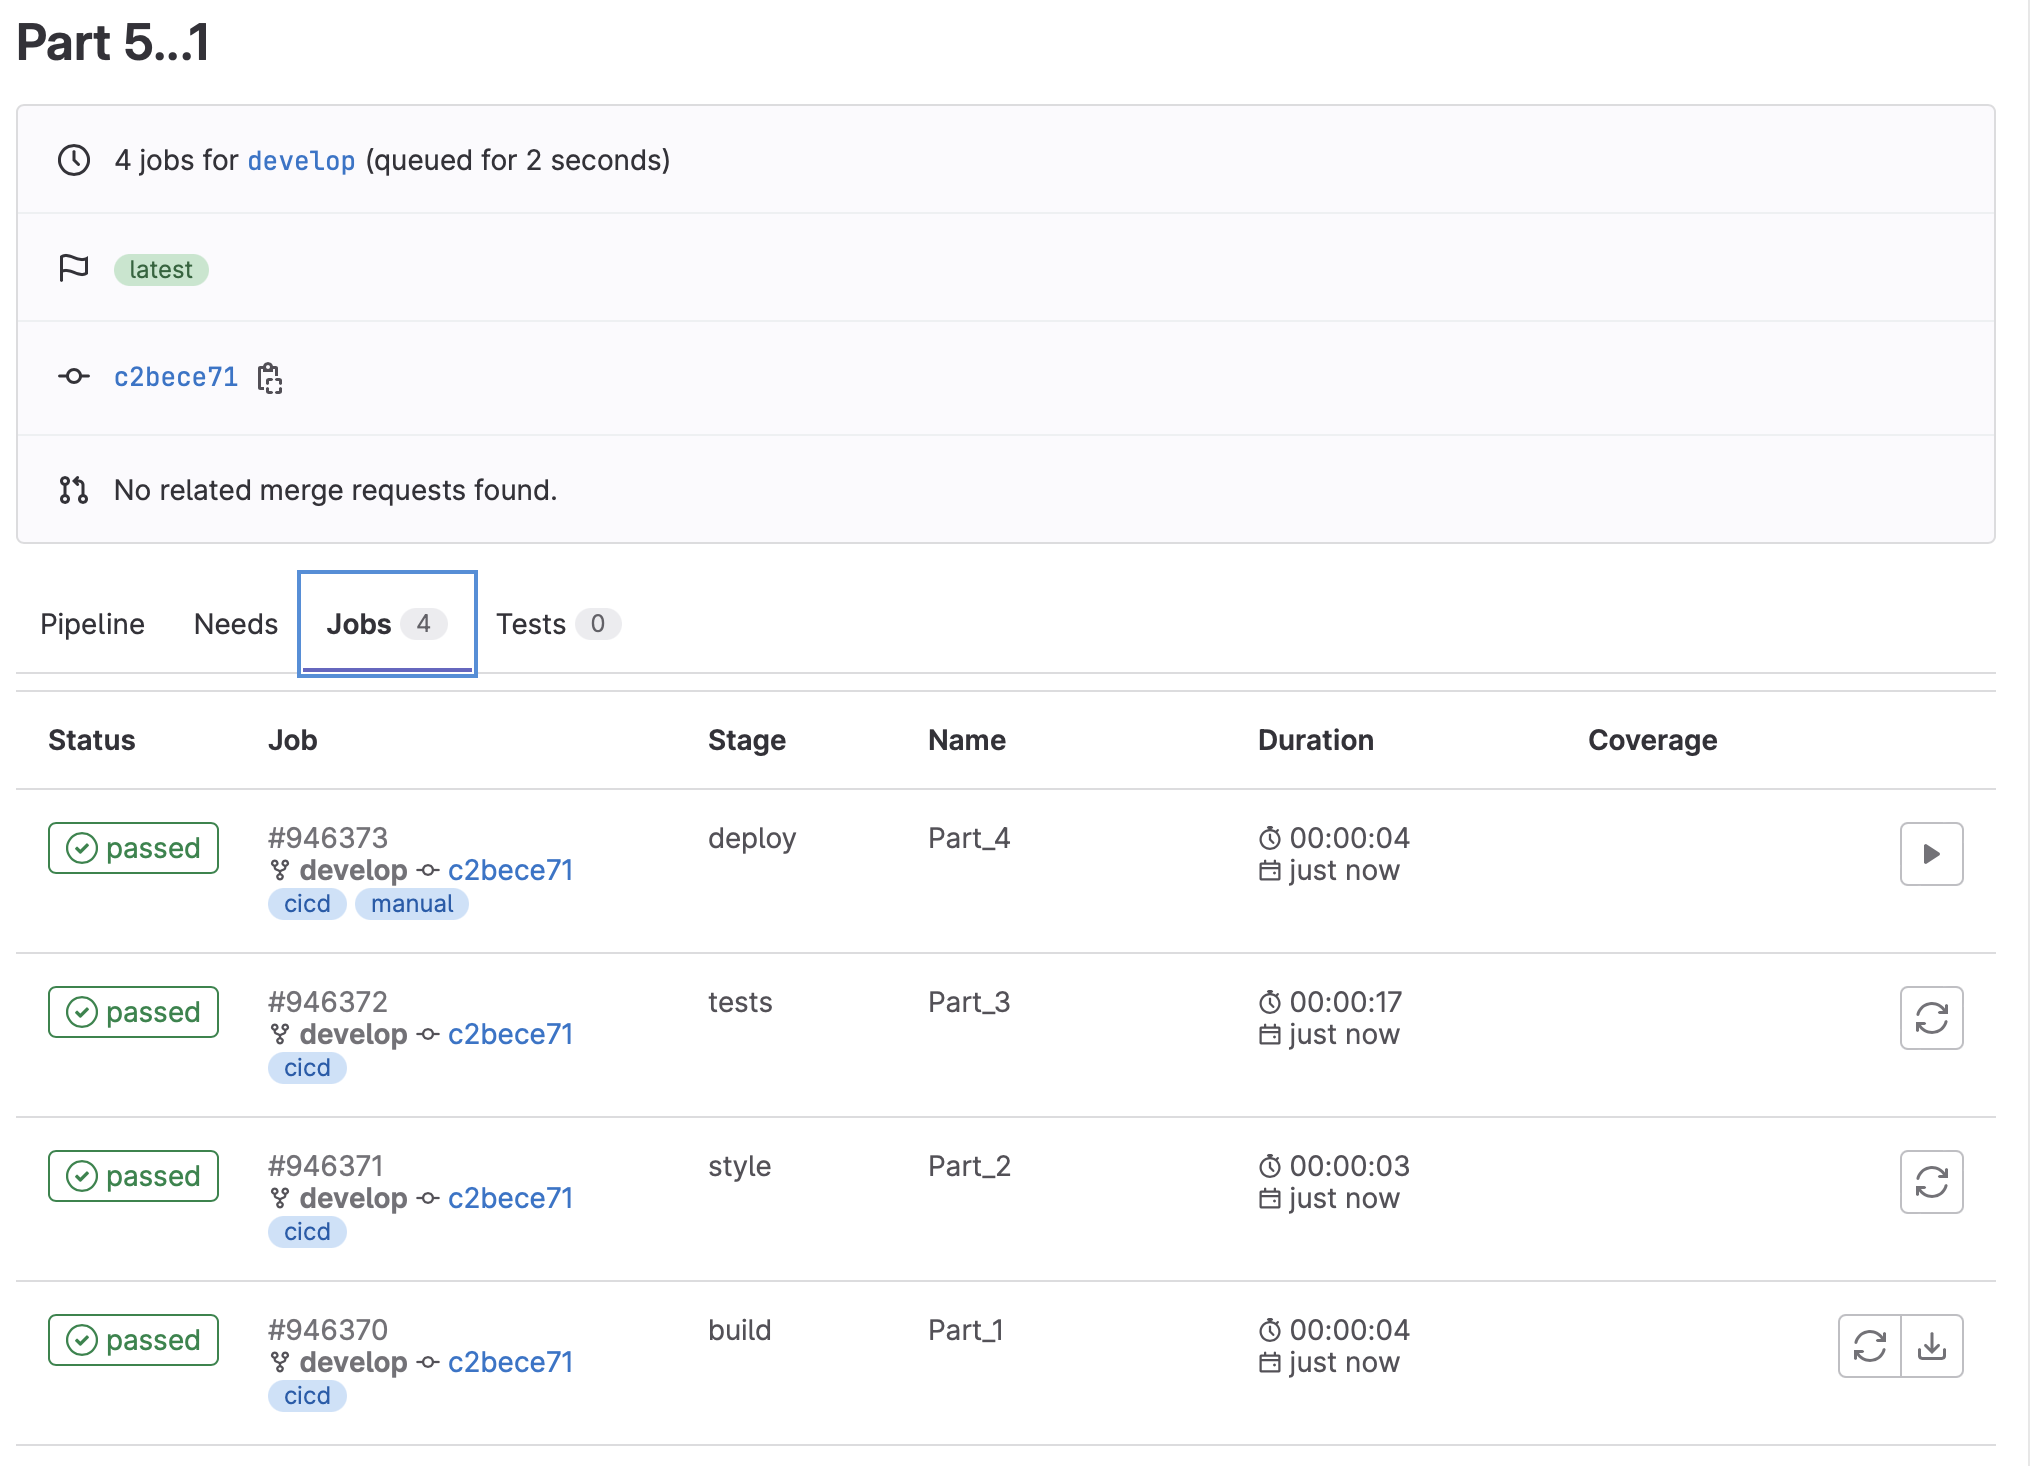 Part 5...1
4 jobs for develop (queued for 2 seconds)
latest
c2bece71
No related merge requests found.
Pipeline Needs Jobs 4 Tests 0
Status Job Stage Name Duration Coverage
passed #946373 deploy Part_4 00:00:04
develop c2bece71 just now
cicd manual
passed #946372 tests Part_3 00:00:17
develop c2bece71 just now
cicd
passed #946371 style Part_2 00:00:03
develop c2bece71 just now
cicd
passed #946370 build Part_1 00:00:04
develop c2bece71 just now
cicd